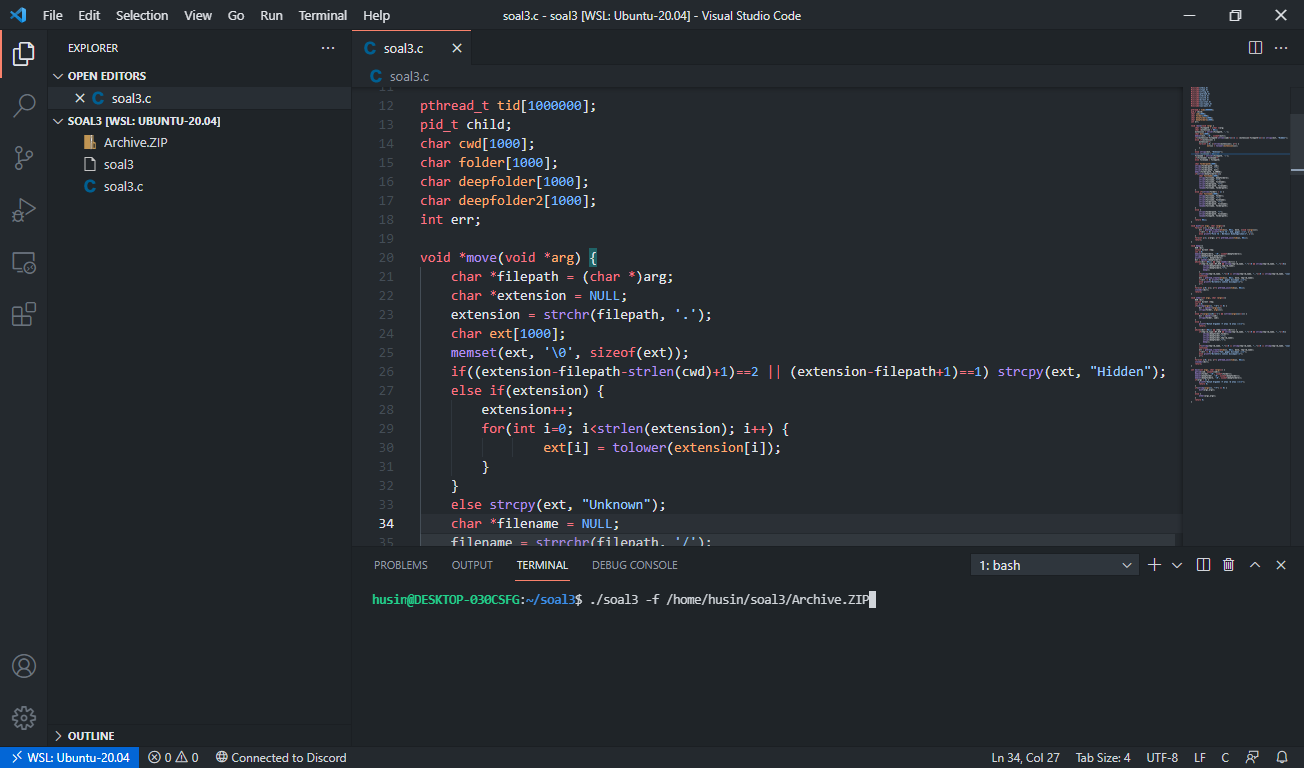 File Edit Selection View Go Run Terminal Help
soal3.c - soal3 [WSL: Ubuntu-20.04] - Visual Studio Code
EXPLORER
OPEN EDITORS
soal3.c
SOAL3 [WSL: UBUNTU-20.04]
Archive.ZIP
soal3
soal3.c
OUTLINE
soal3.c
soal3.c
11
12 pthread_t tid[1000000];
13 pid_t child;
14 char cwd[1000];
15 char folder[1000];
16 char deepfolder[1000];
17 char deepfolder2[1000];
18 int err;
19
20 void *move(void *arg) {
21 char *filepath = (char *)arg;
22 char *extension = NULL;
23 extension = strchr(filepath, '.');
24 char ext[1000];
25 memset(ext, '\0', sizeof(ext));
26 if((extension-filepath-strlen(cwd)+1)==2 || (extension-filepath+1)==1) strcpy(ext, "Hidden");
27 else if(extension) {
28 extension++;
29 for(int i=0; i<strlen(extension); i++) {
30 ext[i] = tolower(extension[i]);
31 }
32 }
33 else strcpy(ext, "Unknown");
34 char *filename = NULL;
35 filename = strrchr(filepath, '/');
PROBLEMS OUTPUT TERMINAL DEBUG CONSOLE
1: bash
husin@DESKTOP-030CSFG:~/soal3$ ./soal3 -f /home/husin/soal3/Archive.ZIP
WSL: Ubuntu-20.04 0 0 Connected to Discord
Ln 34, Col 27 Tab Size: 4 UTF-8 LF C